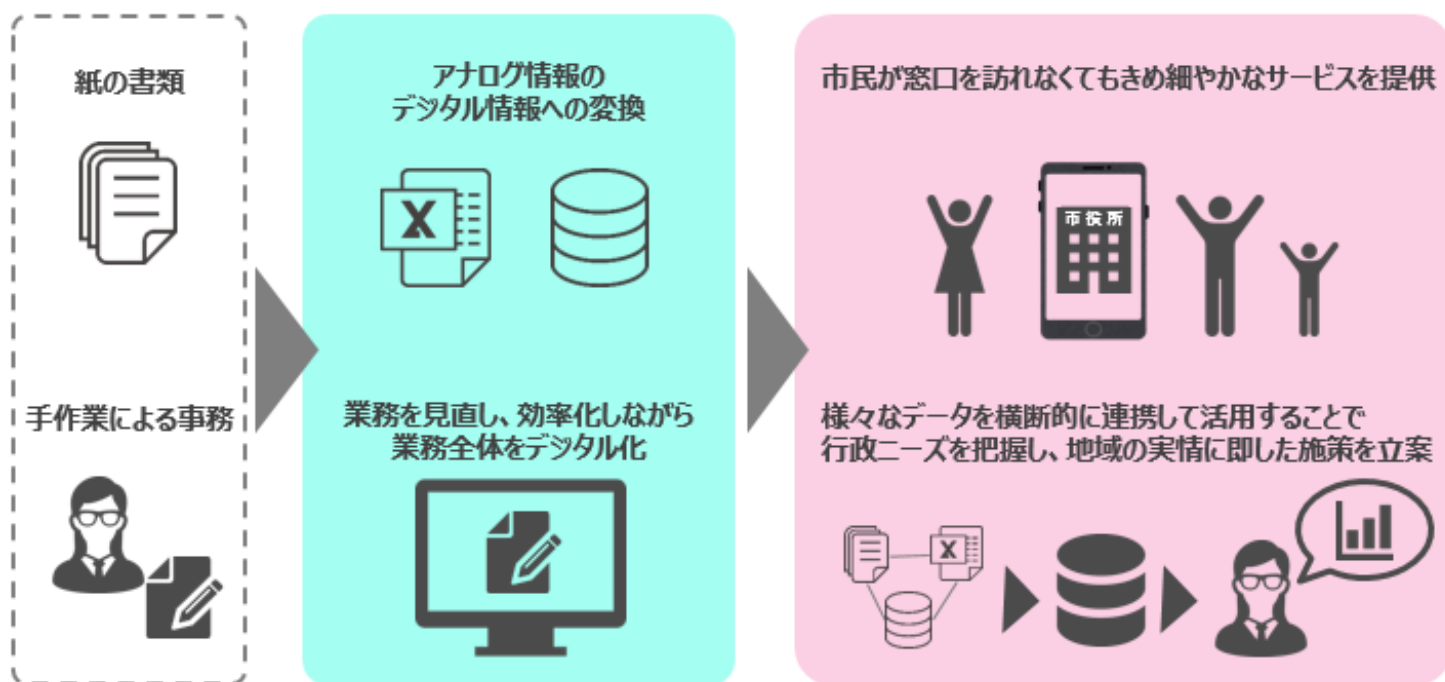 紙の書類
手作業による事務
アナログ情報の
デジタル情報への変換
業務を見直し、効率化しながら
業務全体をデジタル化
市民が窓口を訪れなくてもきめ細やかなサービスを提供
市役所
様々なデータを横断的に連携して活用することで
行政ニーズを把握し、地域の実情に即した施策を立案
X
X